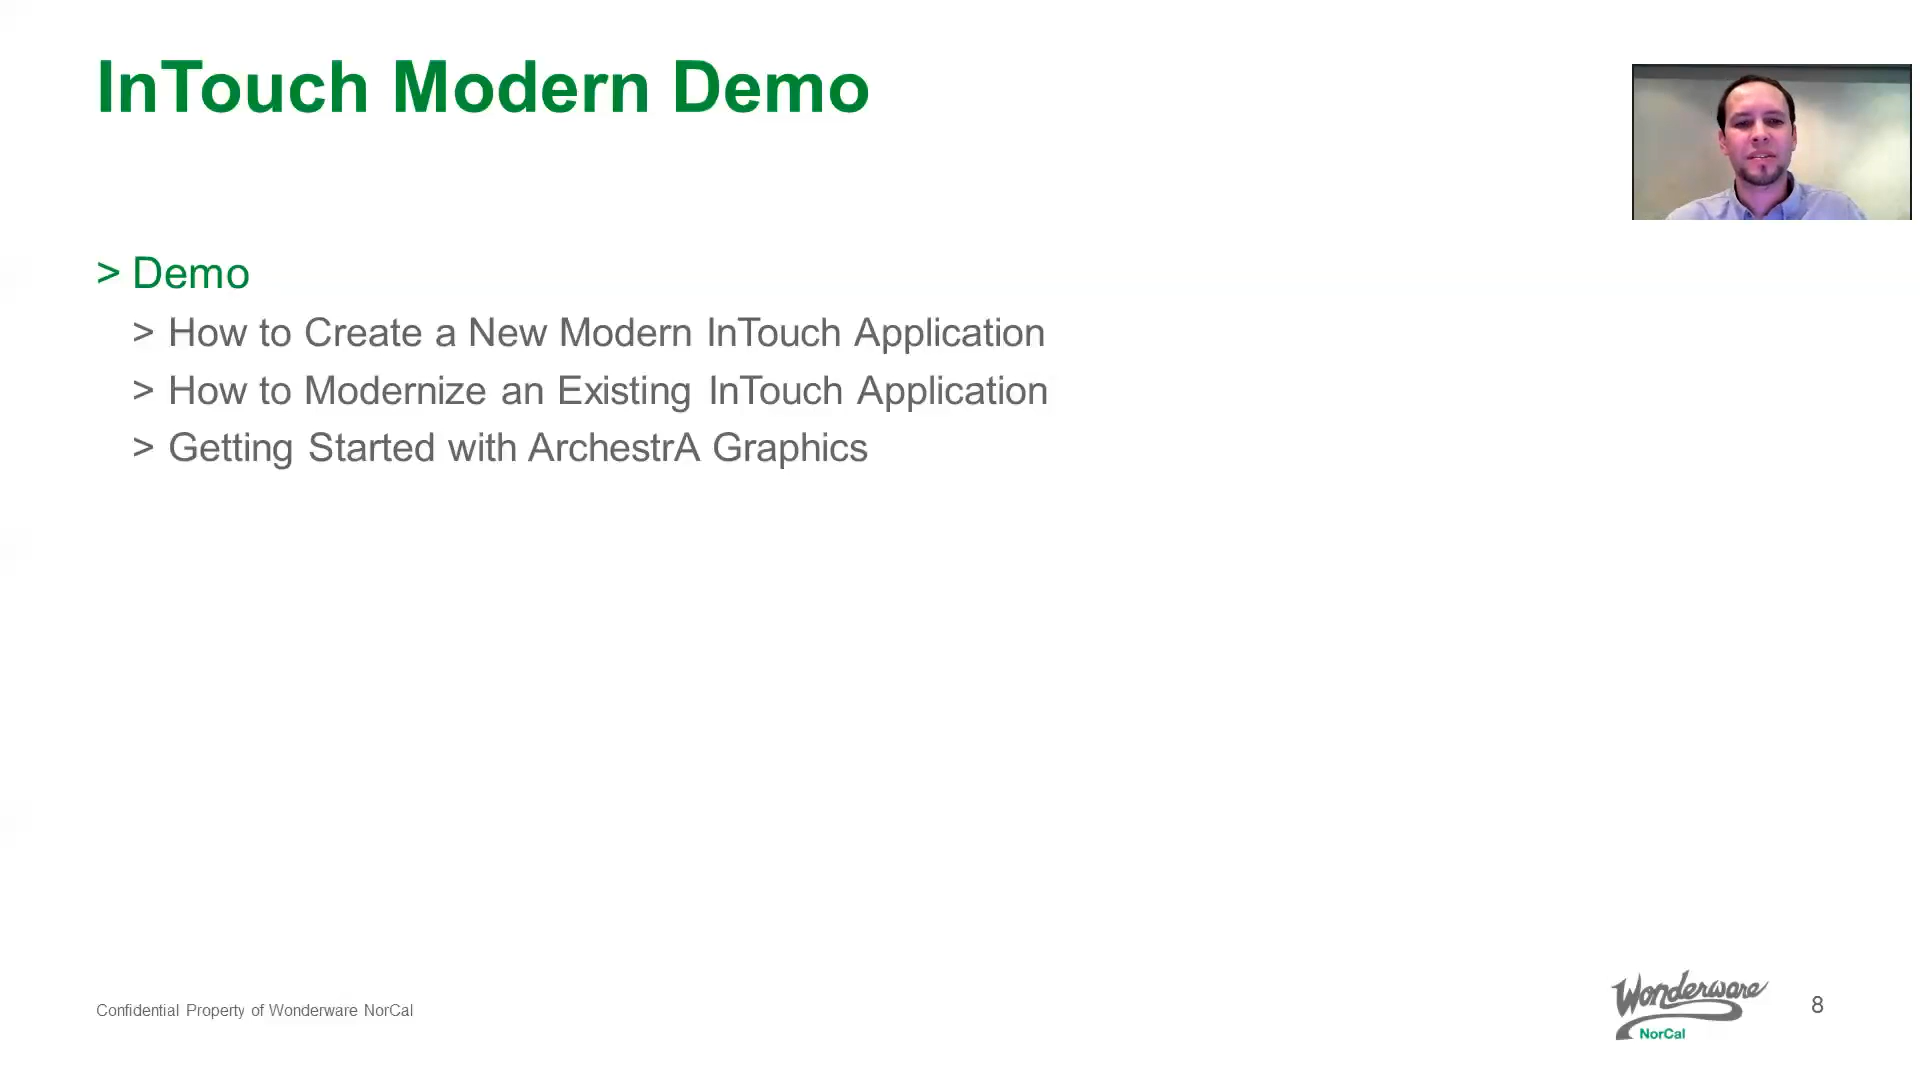 InTouch Modern Demo
> Demo
> How to Create a New Modern InTouch Application
> How to Modernize an Existing InTouch Application
> Getting Started with ArchestrA Graphics
Confidential Property of Wonderware NorCal
Wonderware
NorCal
8